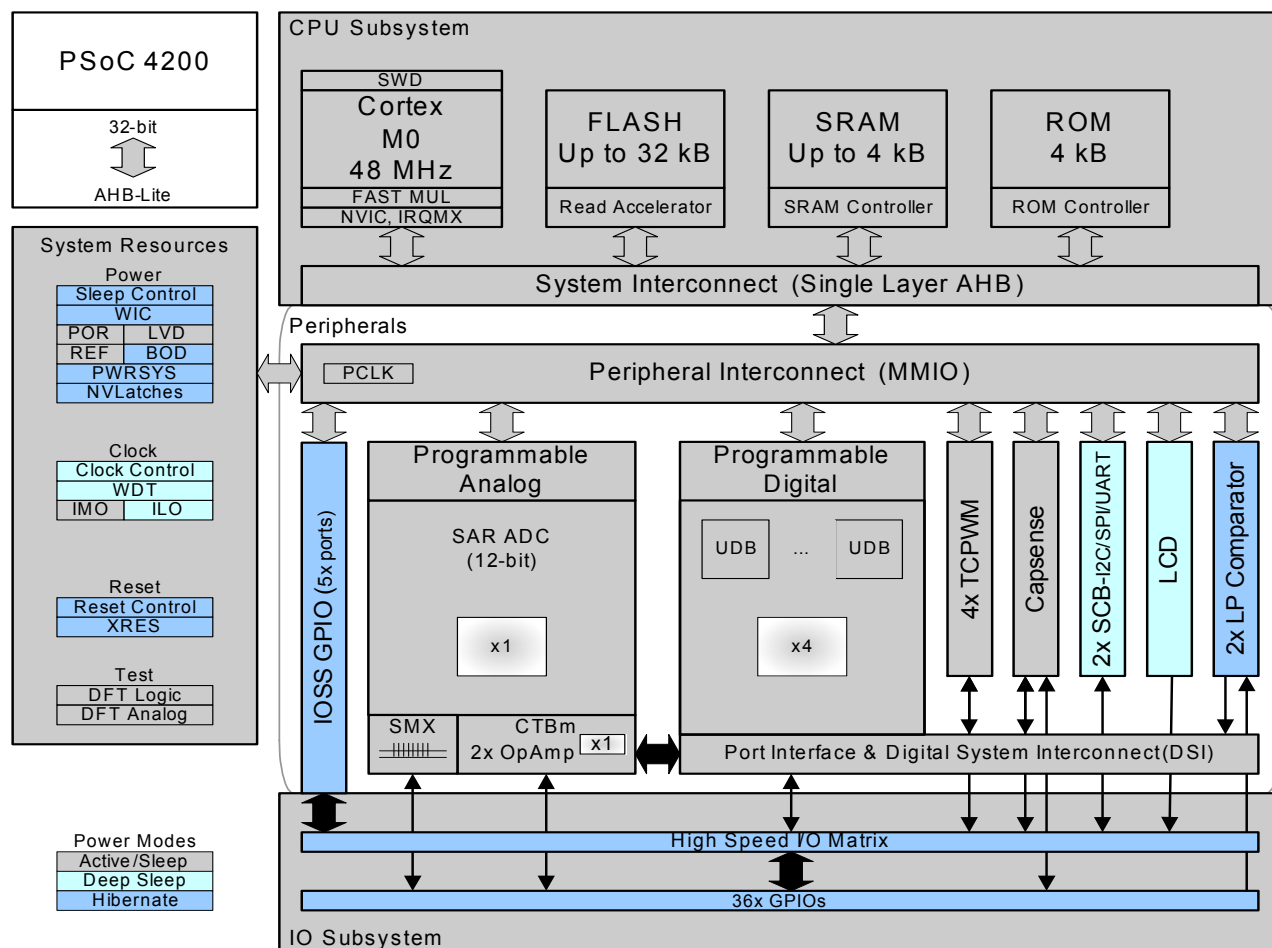 PSoC 4200
32-bit
AHB-Lite
CPU Subsystem
SWD
Cortex
M0
48 MHz
FAST MUL
NVIC, IRQMX
FLASH
Up to 32 kB
Read Accelerator
SRAM
Up to 4 kB
SRAM Controller
ROM
4 kB
ROM Controller
System Interconnect (Single Layer AHB)
System Resources
Power
Sleep Control
WIC
POR
LVD
REF
BOD
PWRSYS
NVLatches
Clock
Clock Control
WDT
IMO
ILO
Reset
Reset Control
XRES
Test
DFT Logic
DFT Analog
Peripherals
PCLK
Peripheral Interconnect (MMIO)
IOSS GPIO (5x ports)
Programmable
Analog
SAR ADC
(12-bit)
x1
SMX
CTBm
2x OpAmp
x1
Programmable
Digital
UDB
...
UDB
x4
4x TCPWM
Capsense
2x SCB-I2C/SPI/UART
LCD
2x LP Comparator
Port Interface & Digital System Interconnect(DSI)
Power Modes
Active/Sleep
Deep Sleep
Hibernate
High Speed I/O Matrix
36x GPIOs
IO Subsystem